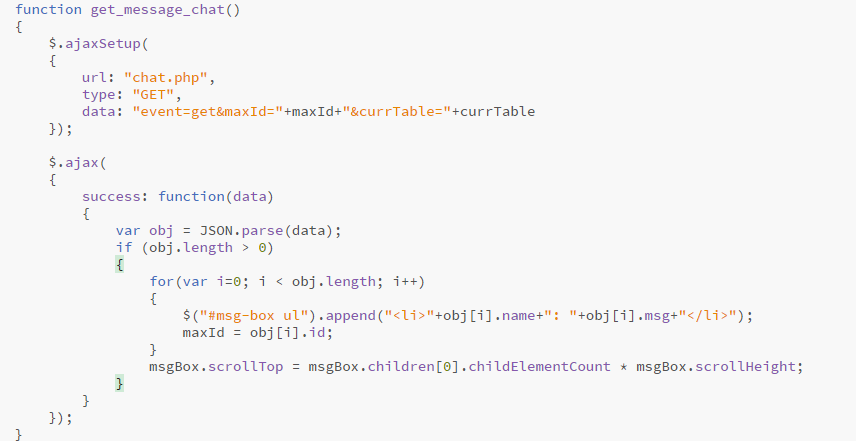 function get_message_chat()
{
    $.ajaxSetup(
    {
        url: "chat.php",
        type: "GET",
        data: "event=get&maxId="+maxId+"&currTable="+currTable
    });

    $.ajax(
    {
        success: function(data)
        {
            var obj = JSON.parse(data);
            if (obj.length > 0)
            {
                for(var i=0; i < obj.length; i++)
                {
                    $("#msg-box ul").append("<li>"+obj[i].name+": "+obj[i].msg+"</li>");
                    maxId = obj[i].id;
                }
                msgBox.scrollTop = msgBox.children[0].childElementCount * msgBox.scrollHeight;
            }
        }
    });
}